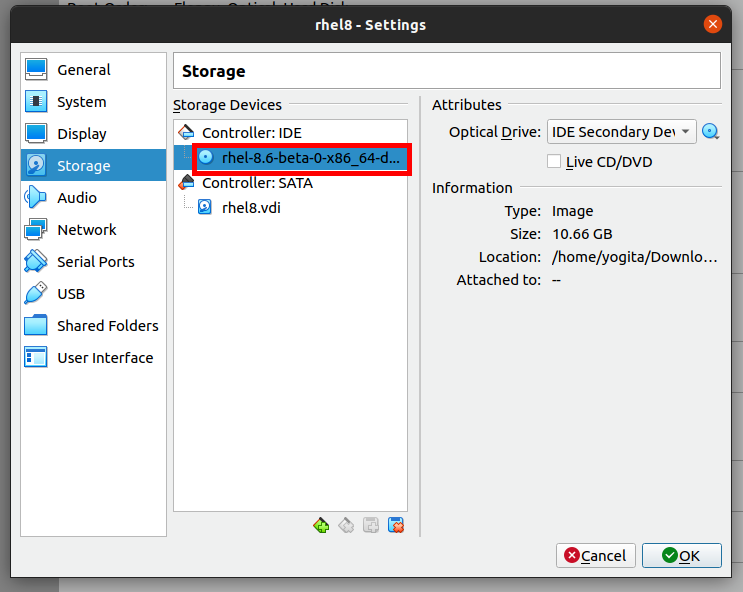 rhel8 - Settings
General
System
Display
Storage
Audio
Network
Serial Ports
USB
Shared Folders
User Interface
Storage
Storage Devices
Controller: IDE
rhel-8.6-beta-0-x86_64-d...
Controller: SATA
rhel8.vdi
Attributes
Optical Drive: IDE Secondary Dev
Live CD/DVD
Information
Type: Image
Size: 10.66 GB
Location: /home/yogita/Downlo...
Attached to: --
Cancel
OK